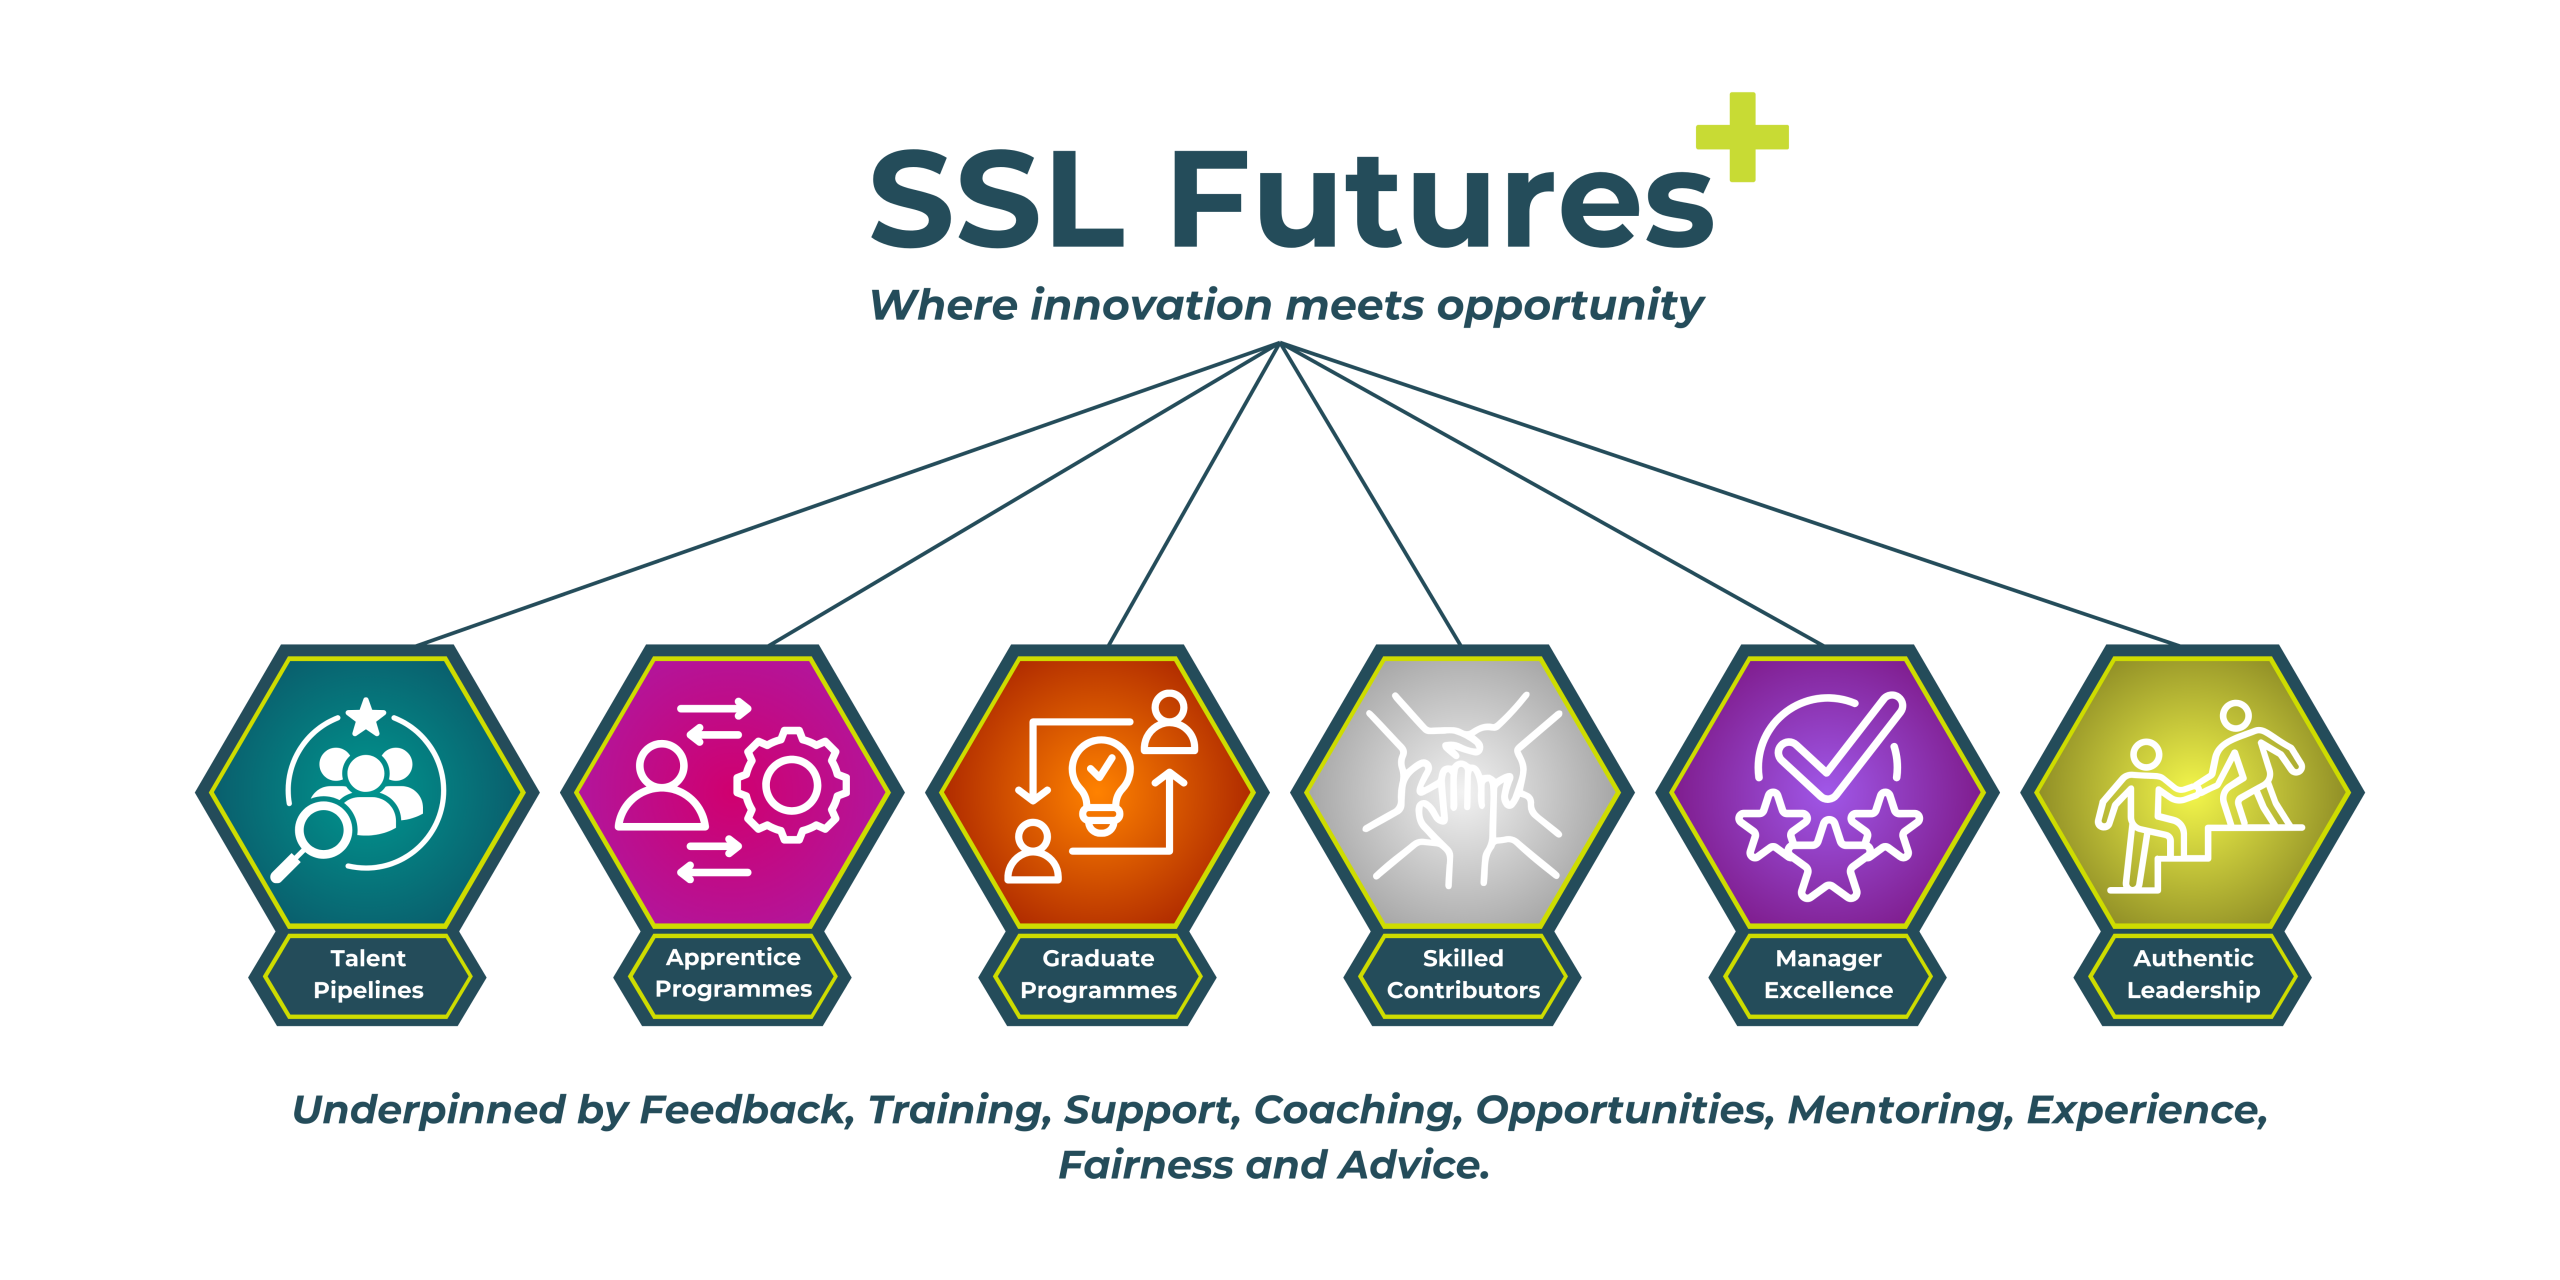 SSL Futures+
Where innovation meets opportunity
Talent
Pipelines
Apprentice
Programmes
Graduate
Programmes
Skilled
Contributors
Manager
Excellence
Authentic
Leadership
Underpinned by Feedback, Training, Support, Coaching, Opportunities, Mentoring, Experience,
Fairness and Advice.